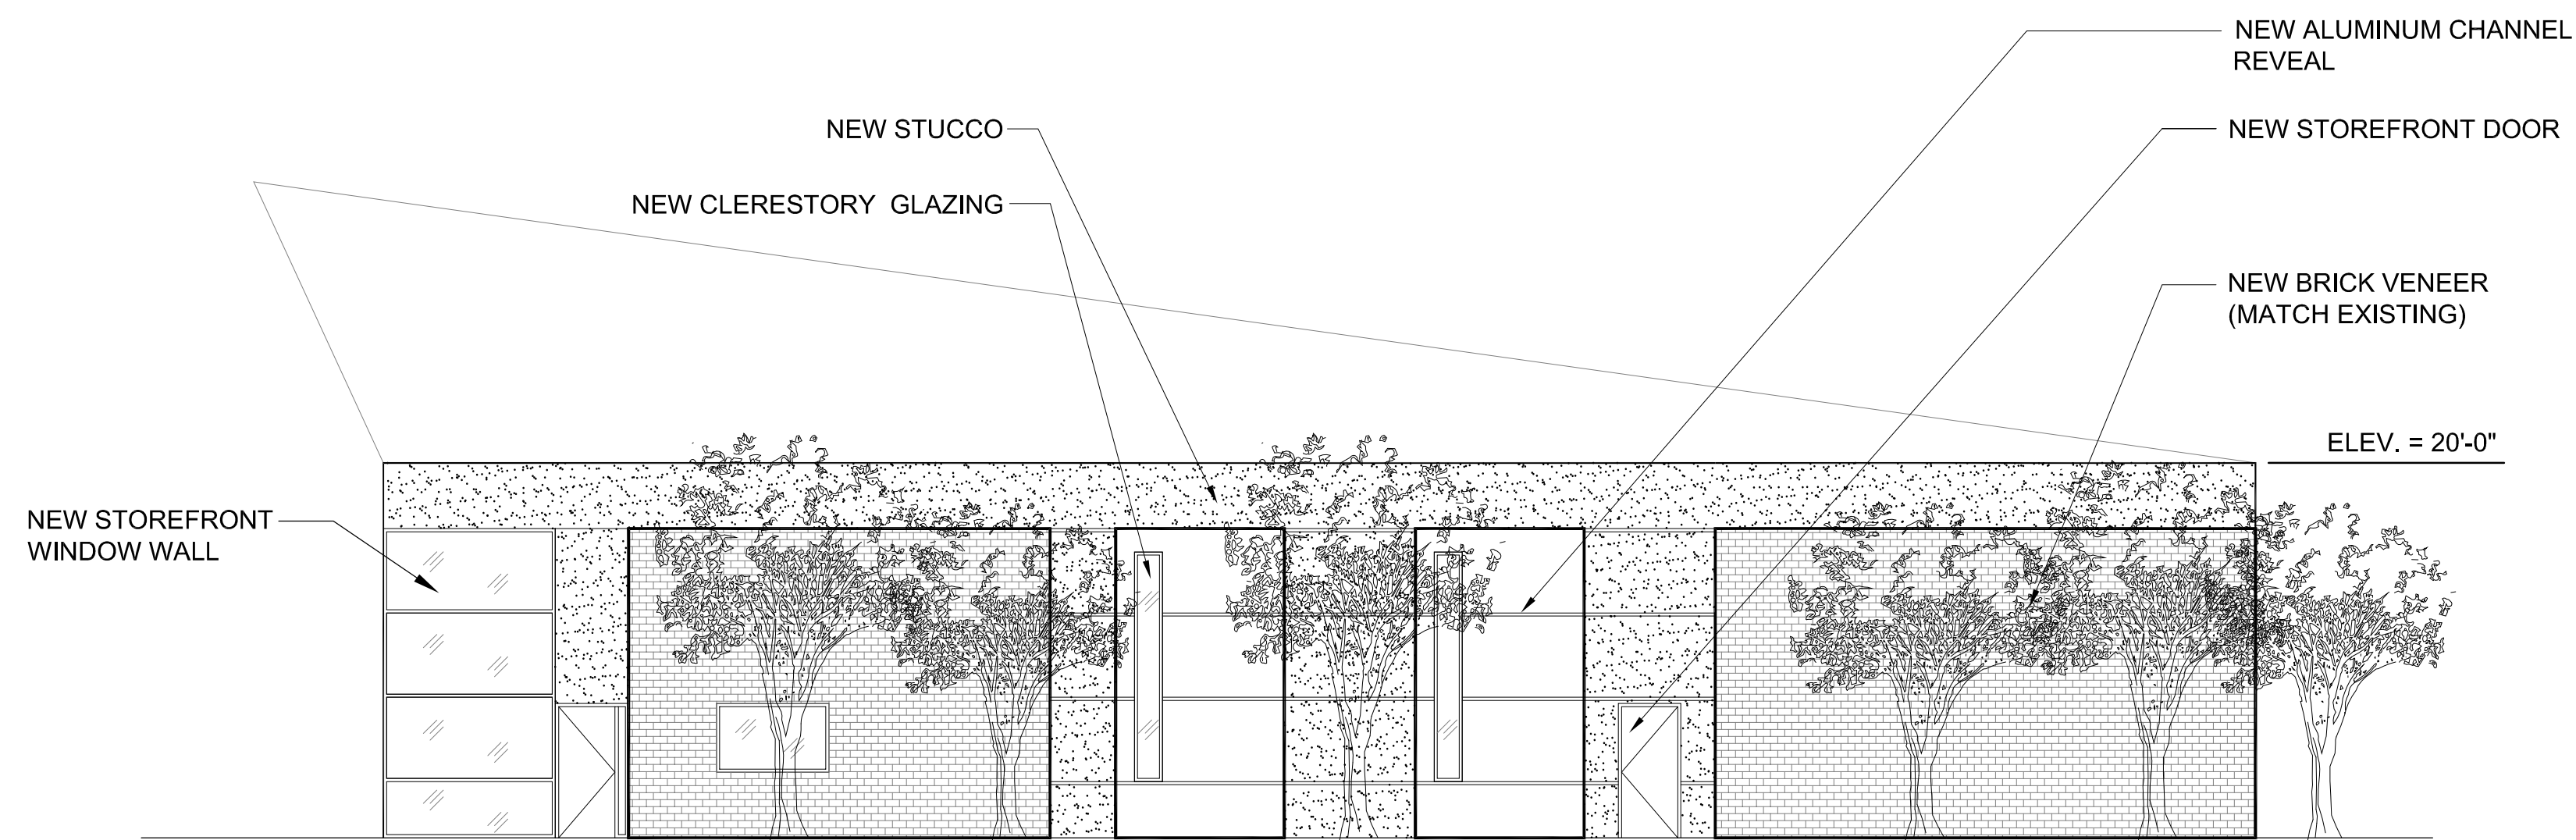 NEW ALUMINUM CHANNEL
REVEAL
NEW STUCCO
NEW STOREFRONT DOOR
NEW CLERESTORY GLAZING
NEW BRICK VENEER
(MATCH EXISTING)
ELEV. = 20'-0"
NEW STOREFRONT
WINDOW WALL